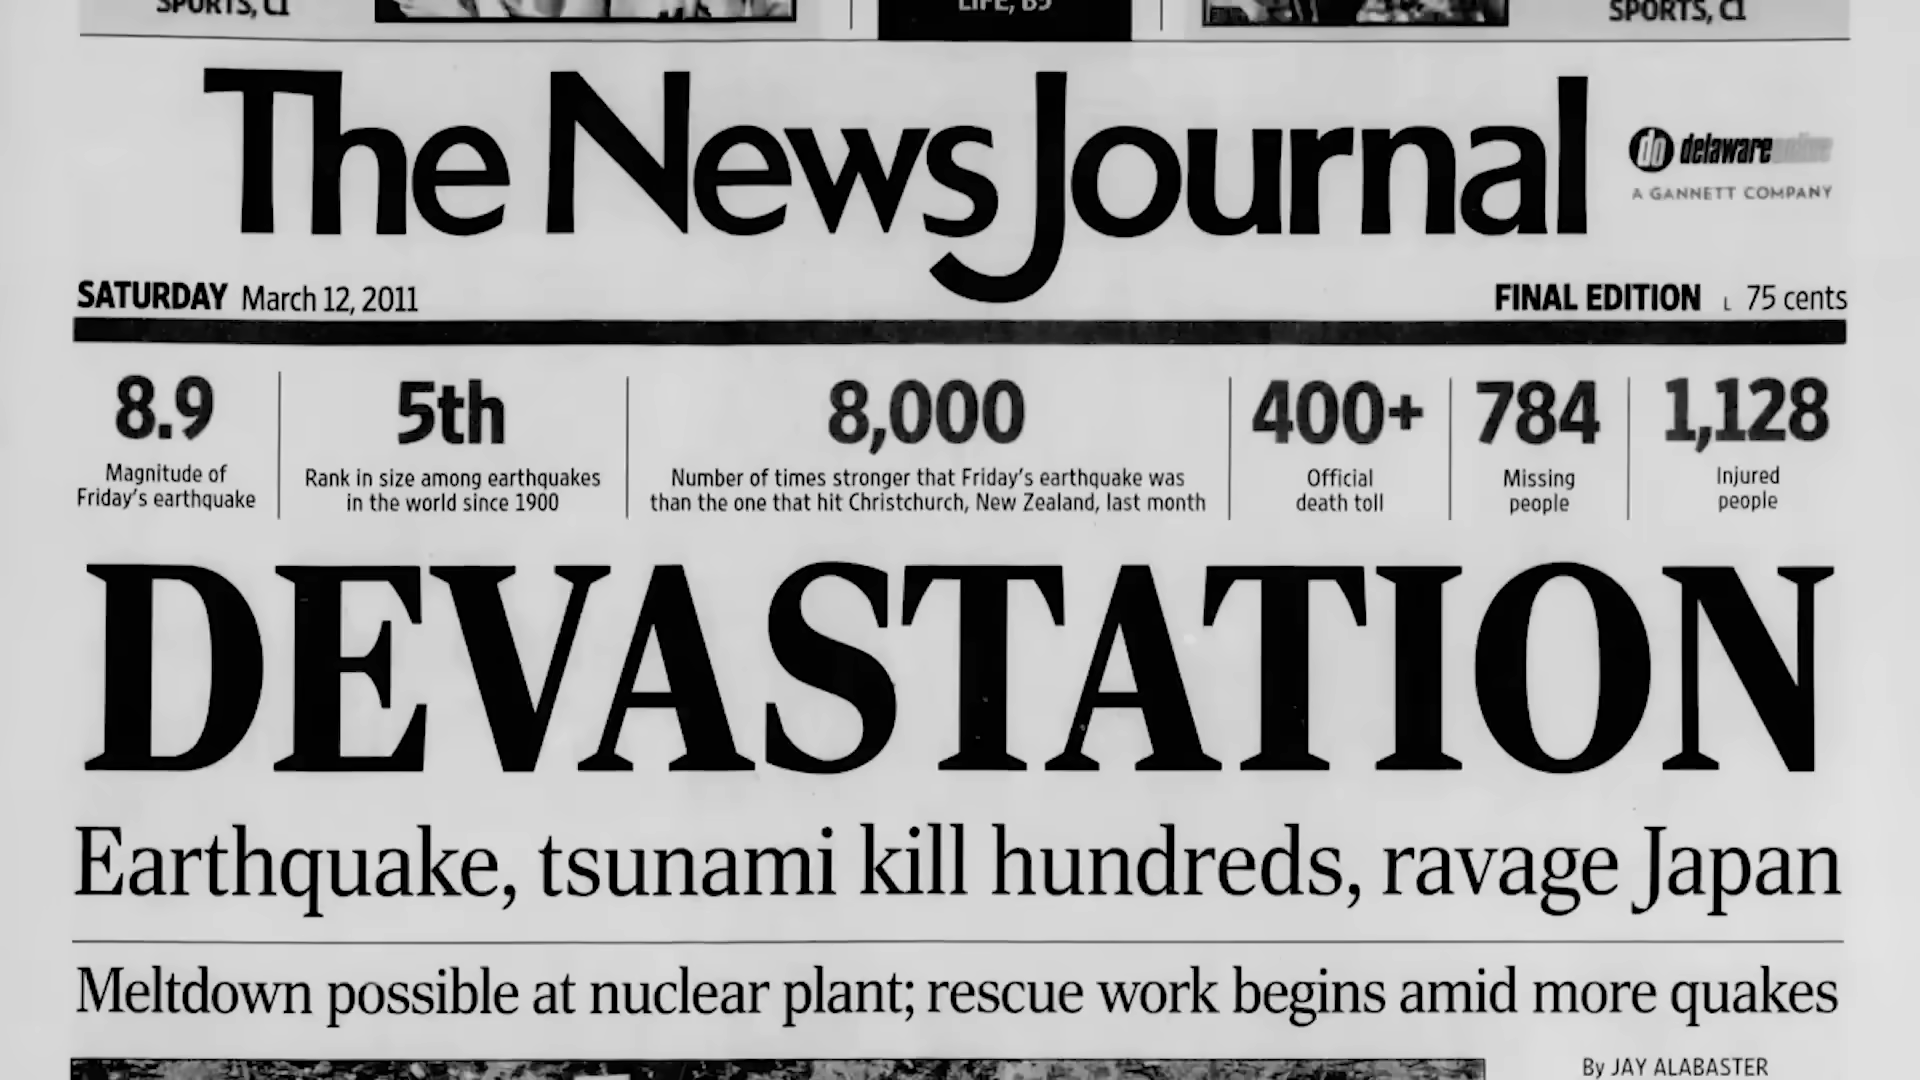 SPORTS, C1
LIFE, B5
SPORTS, C1
The News Journal
do delawareonline
A GANNETT COMPANY
SATURDAY March 12, 2011
FINAL EDITION L 75 cents
8.9
Magnitude of
Friday's earthquake
5th
Rank in size among earthquakes
in the world since 1900
8,000
Number of times stronger that Friday's earthquake was
than the one that hit Christchurch, New Zealand, last month
400+
Official
death toll
784
Missing
people
1,128
Injured
people
DEVASTATION
Earthquake, tsunami kill hundreds, ravage Japan
Meltdown possible at nuclear plant; rescue work begins amid more quakes
By JAY ALABASTER